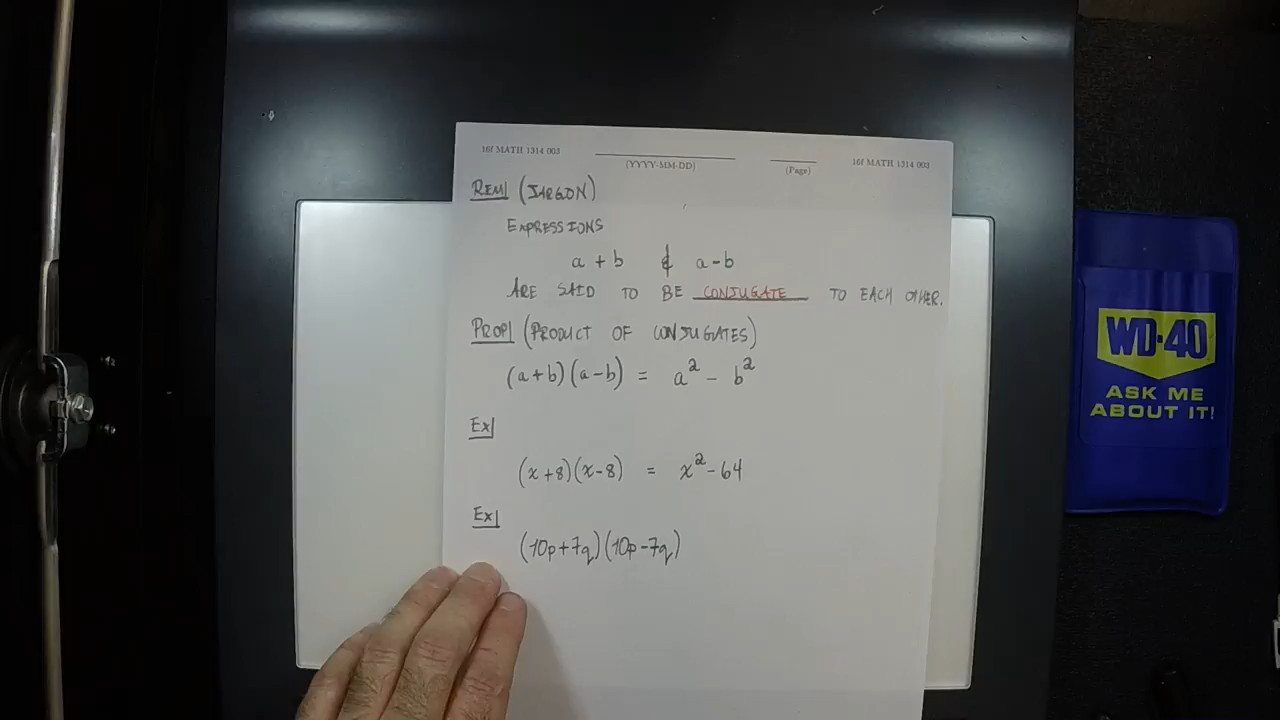 16f MATH 1314 003
(YYYY-MM-DD)
(Page)
16f MATH 1314 003
REM (JARGON)
EXPRESSIONS
a + b & a - b
ARE SAID TO BE CONJUGATE TO EACH OTHER.
PROP (PRODUCT OF CONJUGATES)
(a+b)(a-b) = a² - b²
EX
(x+8)(x-8) = x² - 64
EX
(10p+7q)(10p-7q)
WD-40
ASK ME
ABOUT IT!